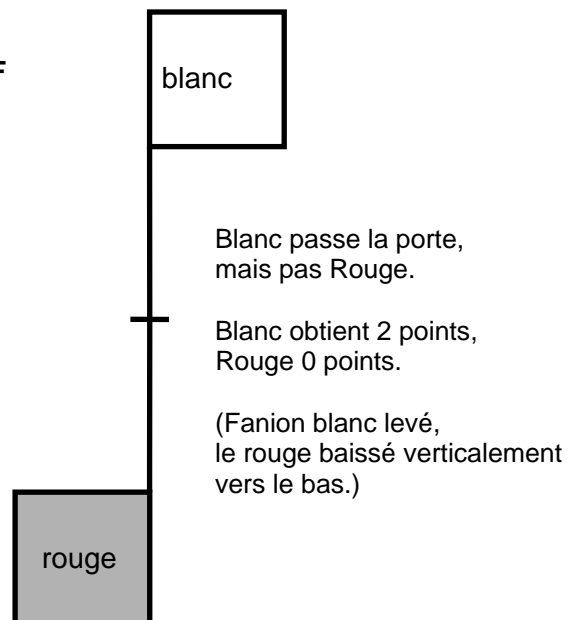 F
blanc
Blanc passe la porte,
mais pas Rouge.
Blanc obtient 2 points,
Rouge 0 points.
(Fanion blanc levé,
le rouge baissé verticalement
vers le bas.)
rouge